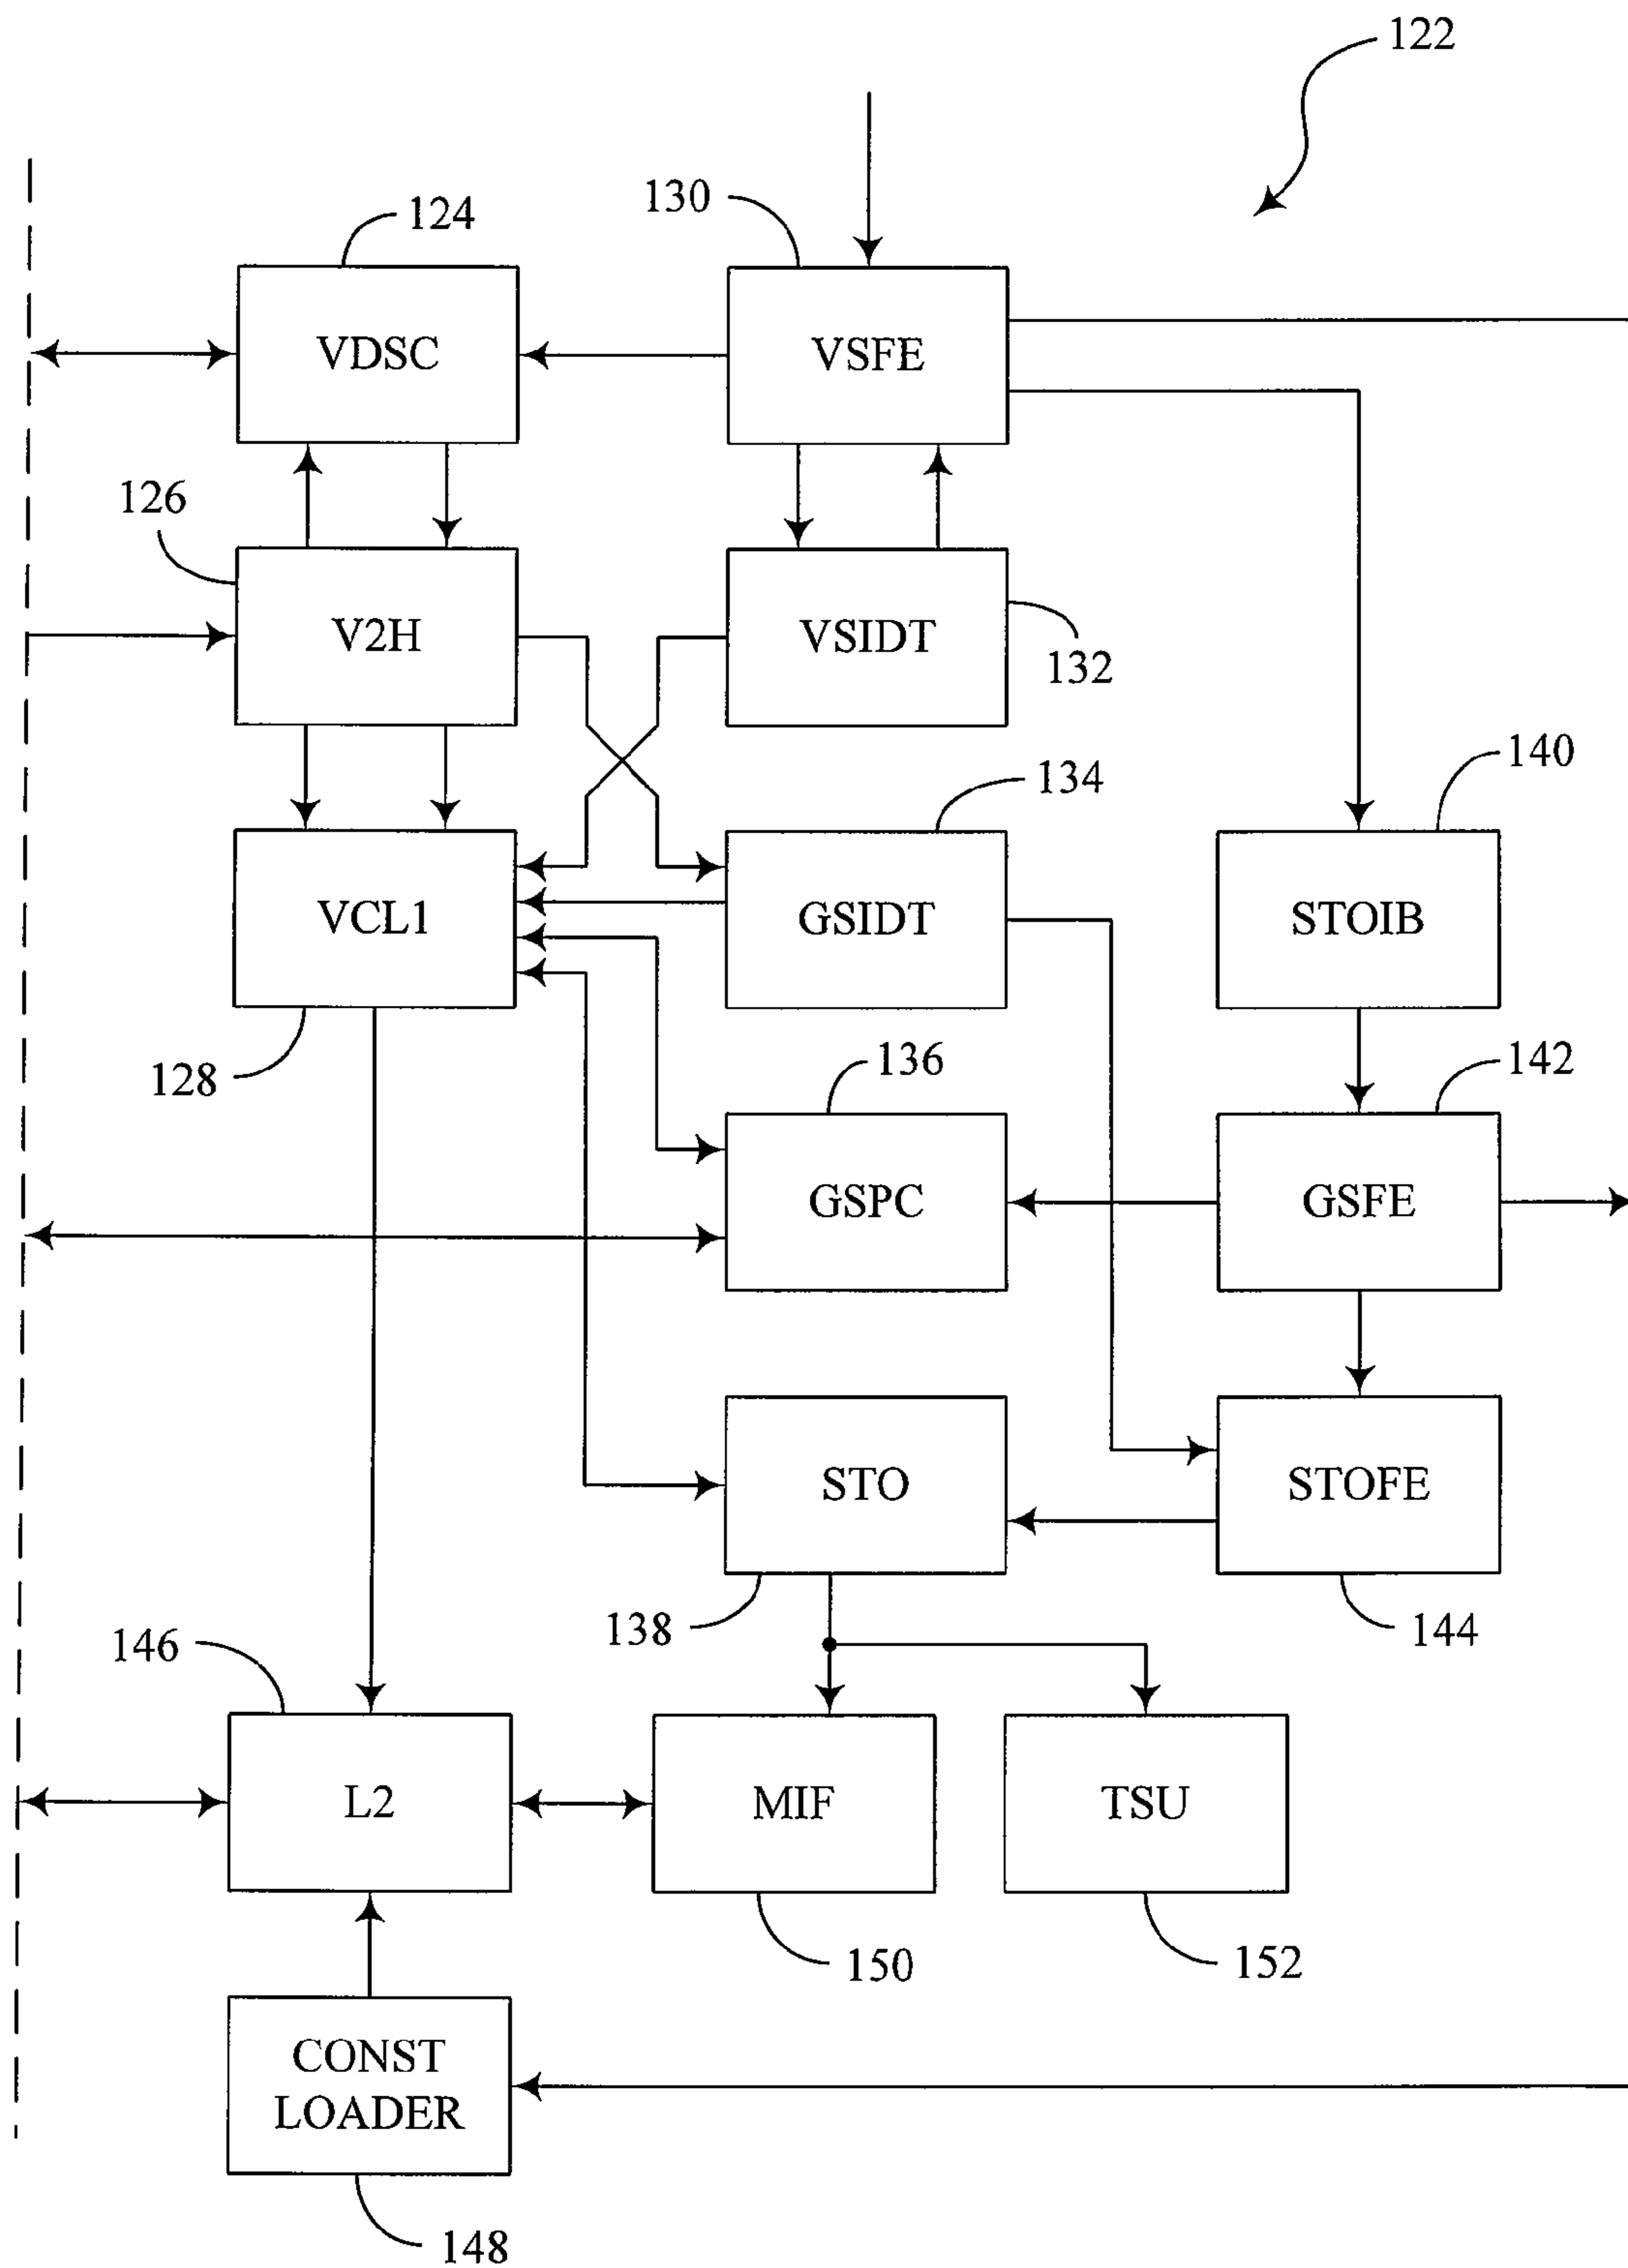 122
124
130
VDSC
VSFE
126
V2H
VSIDT
132
134
140
VCL1
GSIDT
STOIB
128
136
142
GSPC
GSFE
STO
STOFE
138
144
146
L2
MIF
TSU
150
152
CONST
LOADER
148